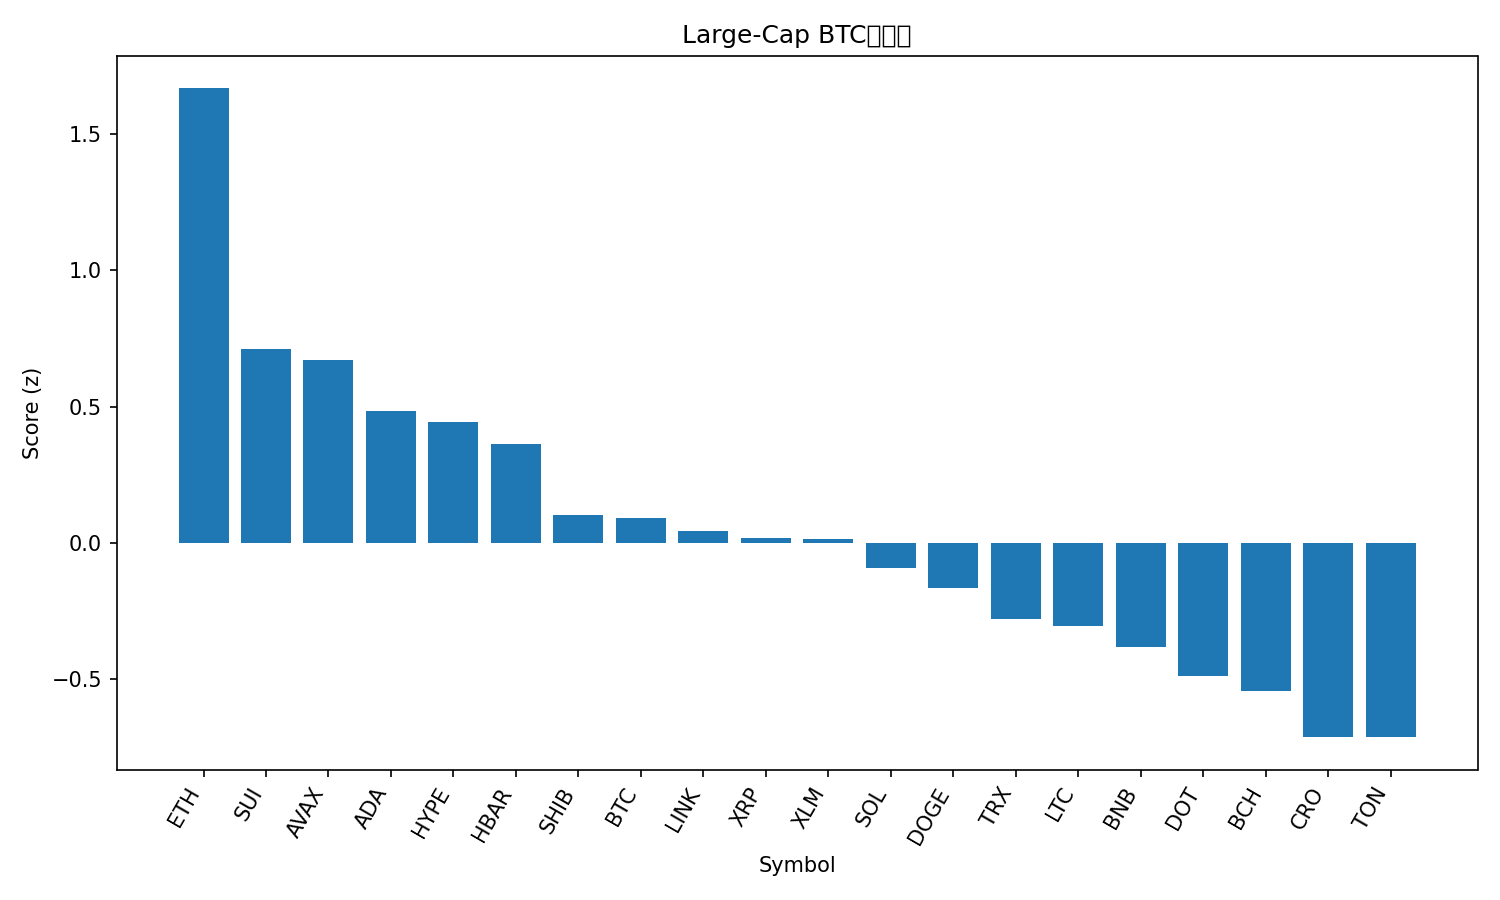 Large-Cap BTC
1.5
1.0
0.5
0.0
−0.5
Score (z)
ETH
SUI
AVAX
ADA
HYPE
HBAR
SHIB
BTC
LINK
XRP
XLM
SOL
DOGE
TRX
LTC
BNB
DOT
BCH
CRO
TON
Symbol